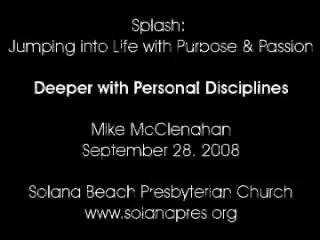 Splash:
Jumping into Life with Purpose & Passion
Deeper with Personal Disciplines
Mike McClenahan
September 28, 2008
Solana Beach Presbyterian Church
www.solanapres.org